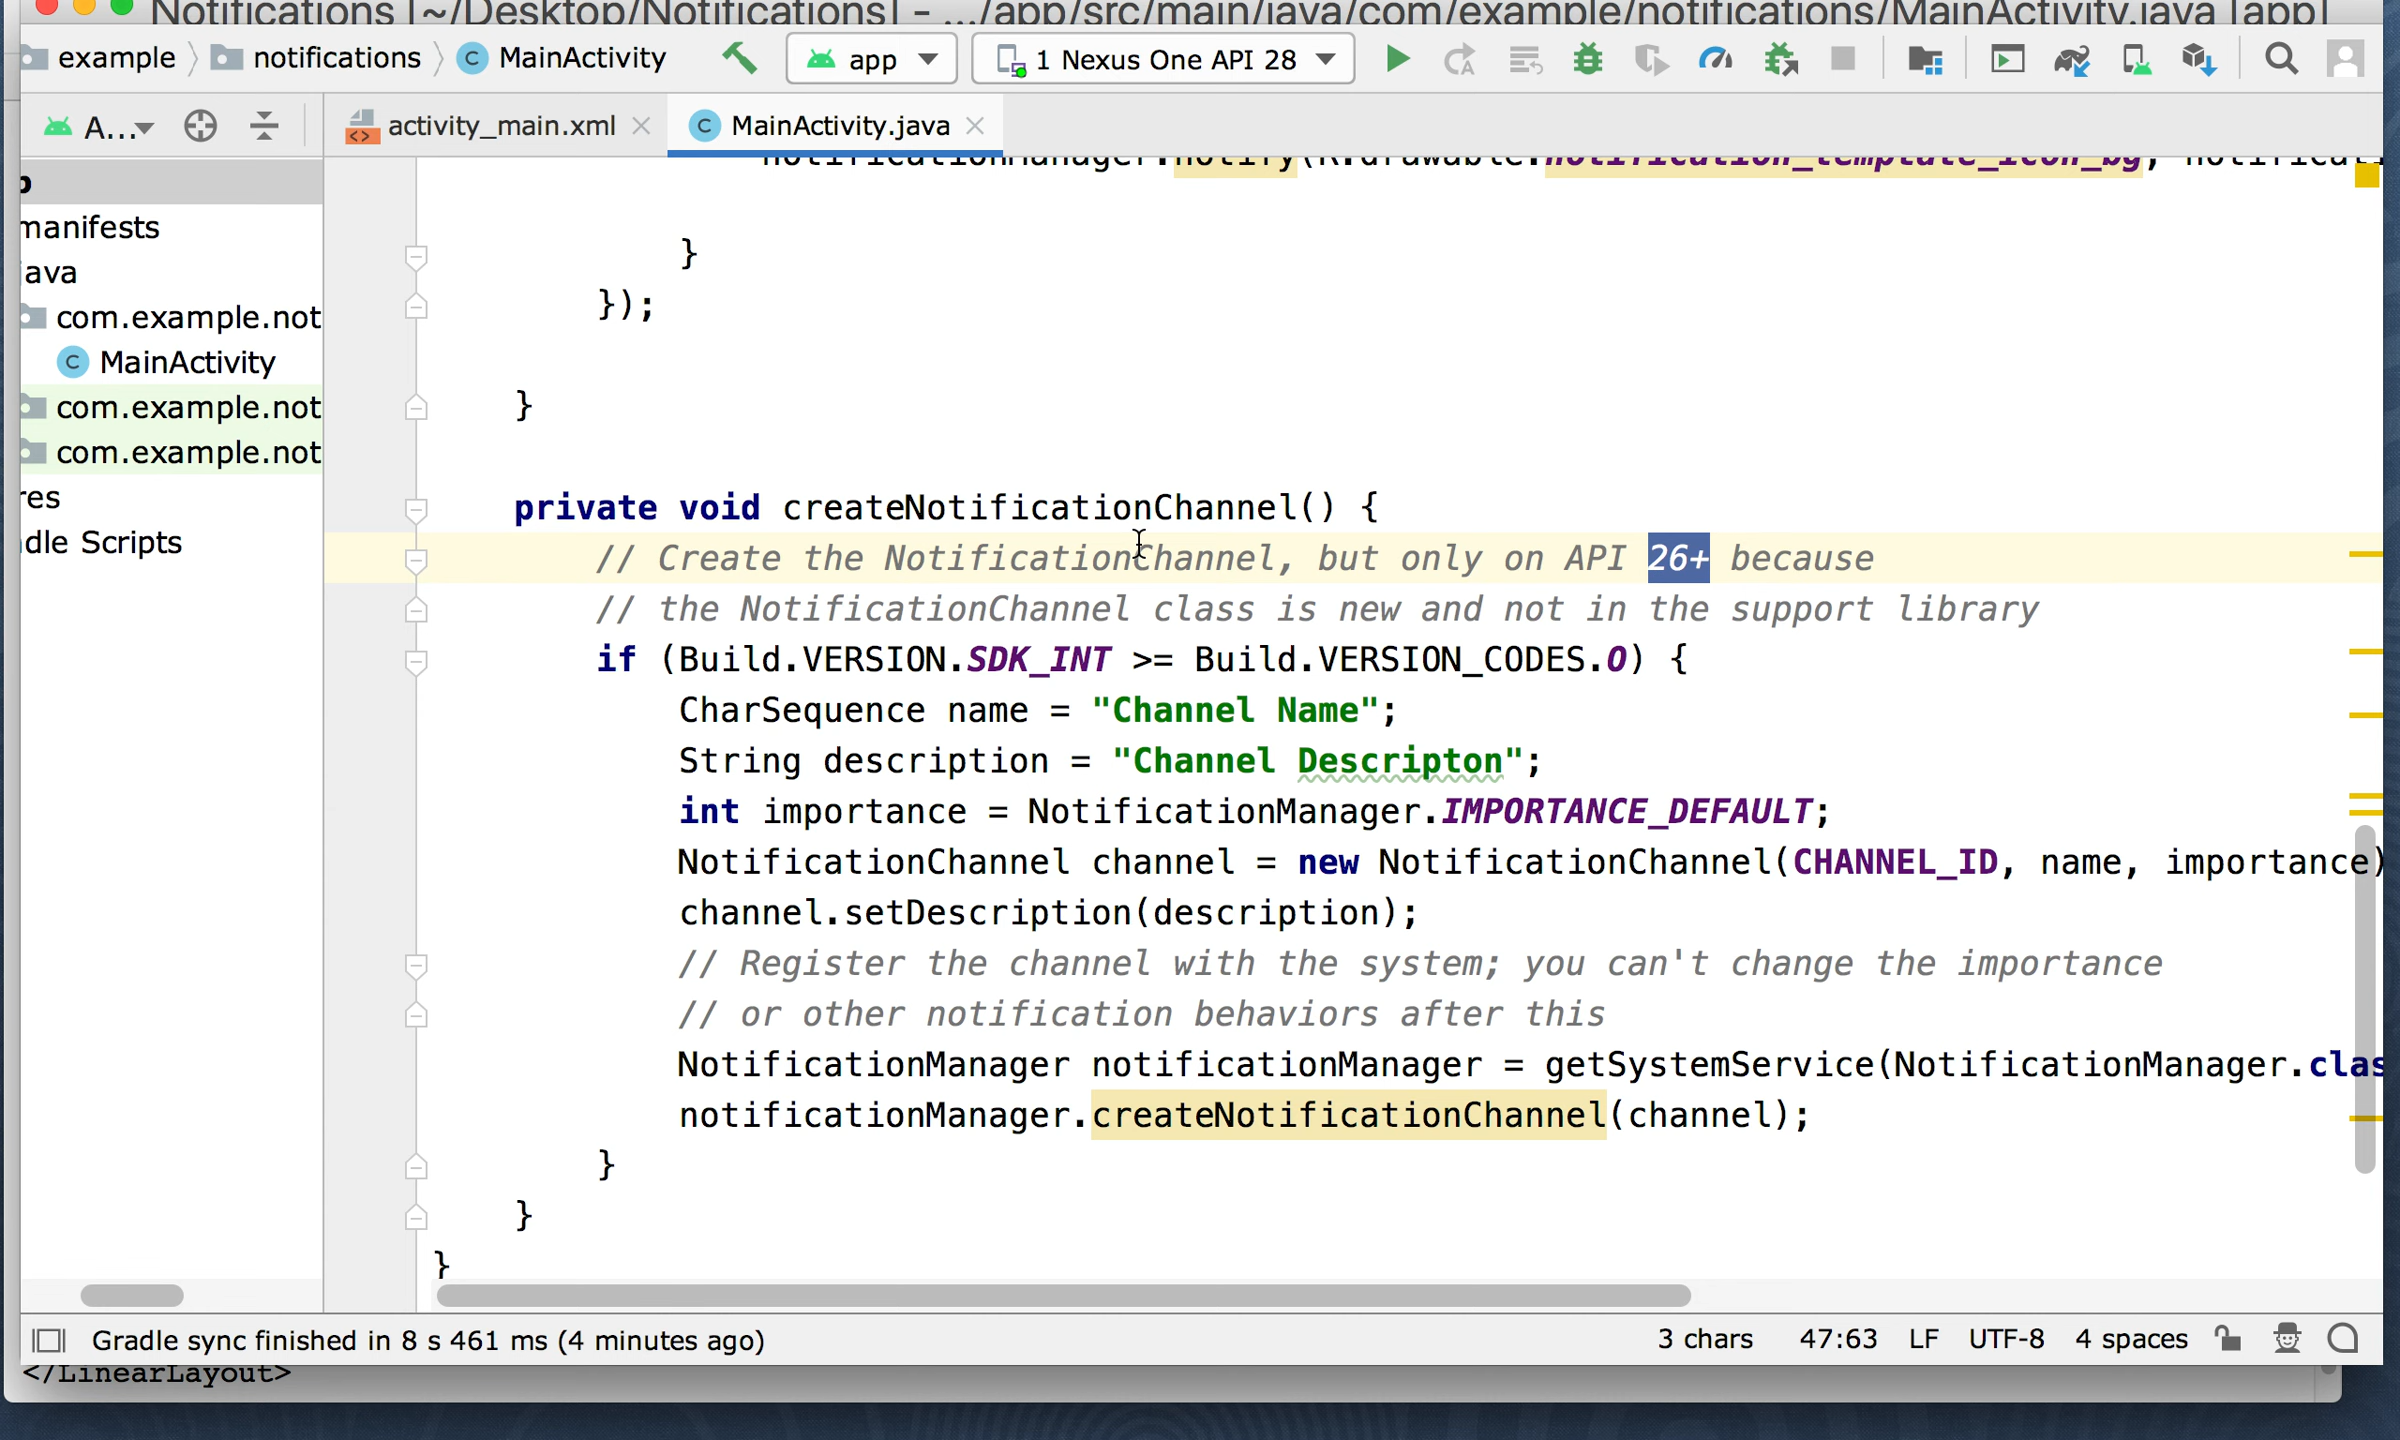 Notifications [~/Desktop/Notifications] - .../app/src/main/java/com/example/notifications/MainActivity.java [app]
example notifications MainActivity app 1 Nexus One API 28
A... activity_main.xml MainActivity.java
notificationManager.notify(R.drawable.notification_template_icon_bg, notificati
p
manifests
java
com.example.not
MainActivity
com.example.not
com.example.not
res
dle Scripts
}
});
}
private void createNotificationChannel() {
// Create the NotificationChannel, but only on API 26+ because
// the NotificationChannel class is new and not in the support library
if (Build.VERSION.SDK_INT >= Build.VERSION_CODES.O) {
CharSequence name = "Channel Name";
String description = "Channel Descripton";
int importance = NotificationManager.IMPORTANCE_DEFAULT;
NotificationChannel channel = new NotificationChannel(CHANNEL_ID, name, importance)
channel.setDescription(description);
// Register the channel with the system; you can't change the importance
// or other notification behaviors after this
NotificationManager notificationManager = getSystemService(NotificationManager.clas
notificationManager.createNotificationChannel(channel);
}
}
}
Gradle sync finished in 8 s 461 ms (4 minutes ago) 3 chars 47:63 LF UTF-8 4 spaces
</LinearLayout>